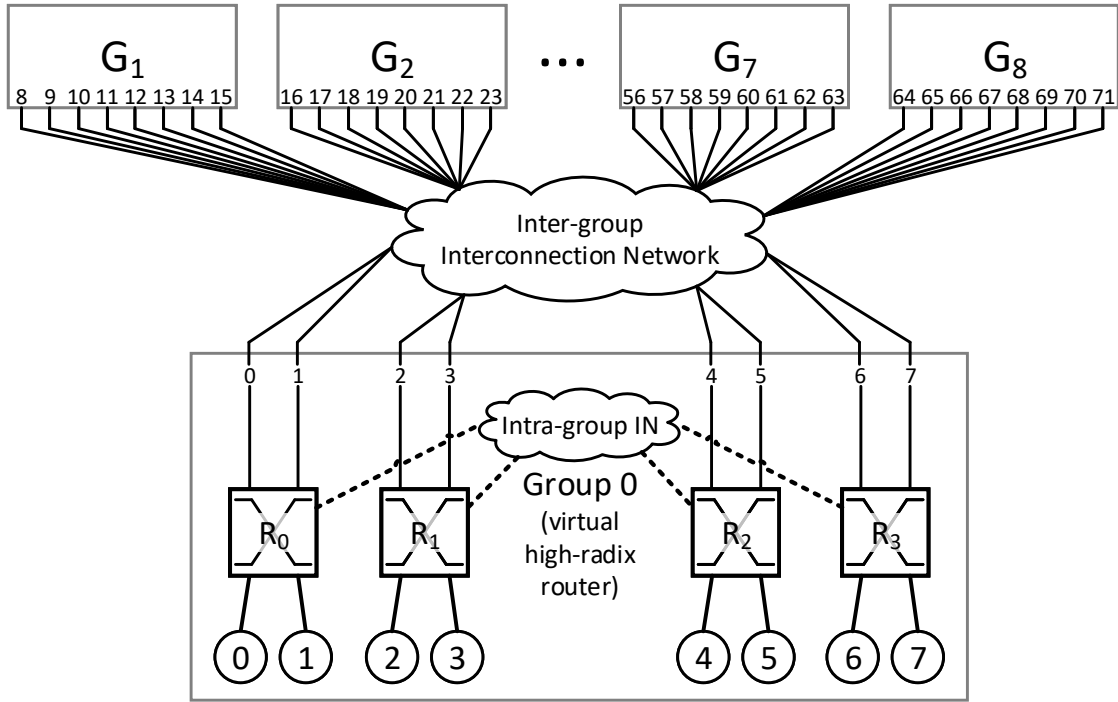 G1 G2 ... G7 G8
8 9 10 11 12 13 14 15 16 17 18 19 20 21 22 23 56 57 58 59 60 61 62 63 64 65 66 67 68 69 70 71
Inter-group
Interconnection Network
0 1 2 3 4 5 6 7
Intra-group IN
Group 0
(virtual
high-radix
router)
R0 R1 R2 R3
0 1 2 3 4 5 6 7